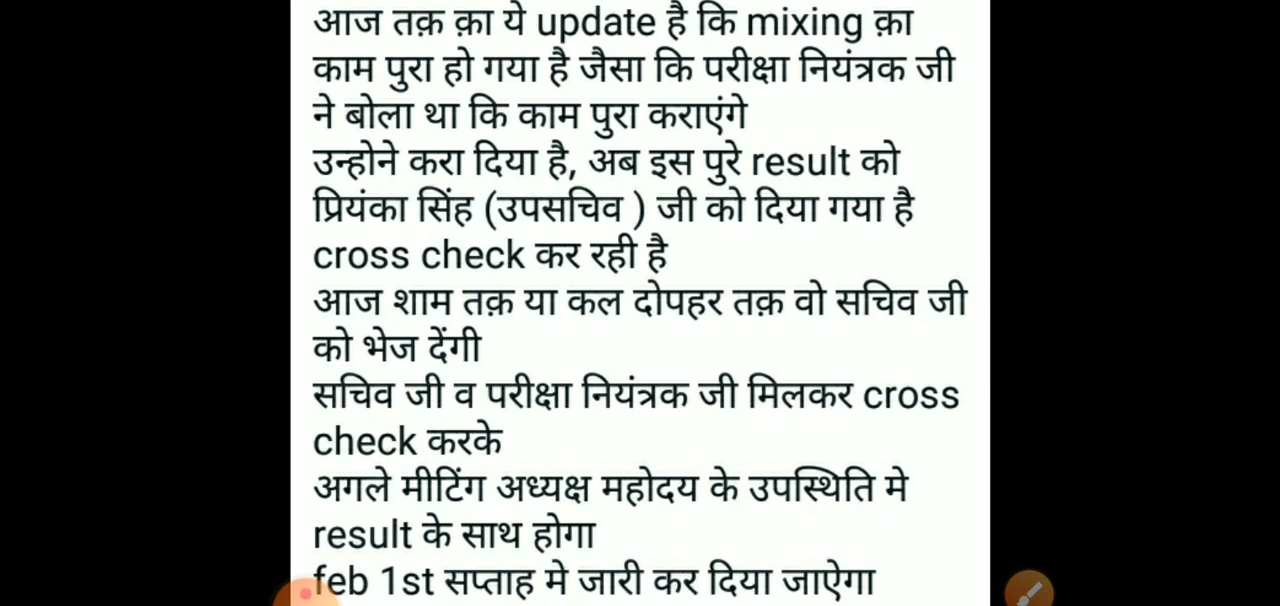 आज तक़ क़ा ये update है कि mixing क़ा
काम पुरा हो गया है जैसा कि परीक्षा नियंत्रक जी
ने बोला था कि काम पुरा कराएंगे
उन्होने करा दिया है, अब इस पुरे result को
प्रियंका सिंह (उपसचिव ) जी को दिया गया है
cross check कर रही है
आज शाम तक़ या कल दोपहर तक़ वो सचिव जी
को भेज देंगी
सचिव जी व परीक्षा नियंत्रक जी मिलकर cross
check करके
अगले मीटिंग अध्यक्ष महोदय के उपस्थिति मे
result के साथ होगा
feb 1st सप्ताह मे जारी कर दिया जाऐगा